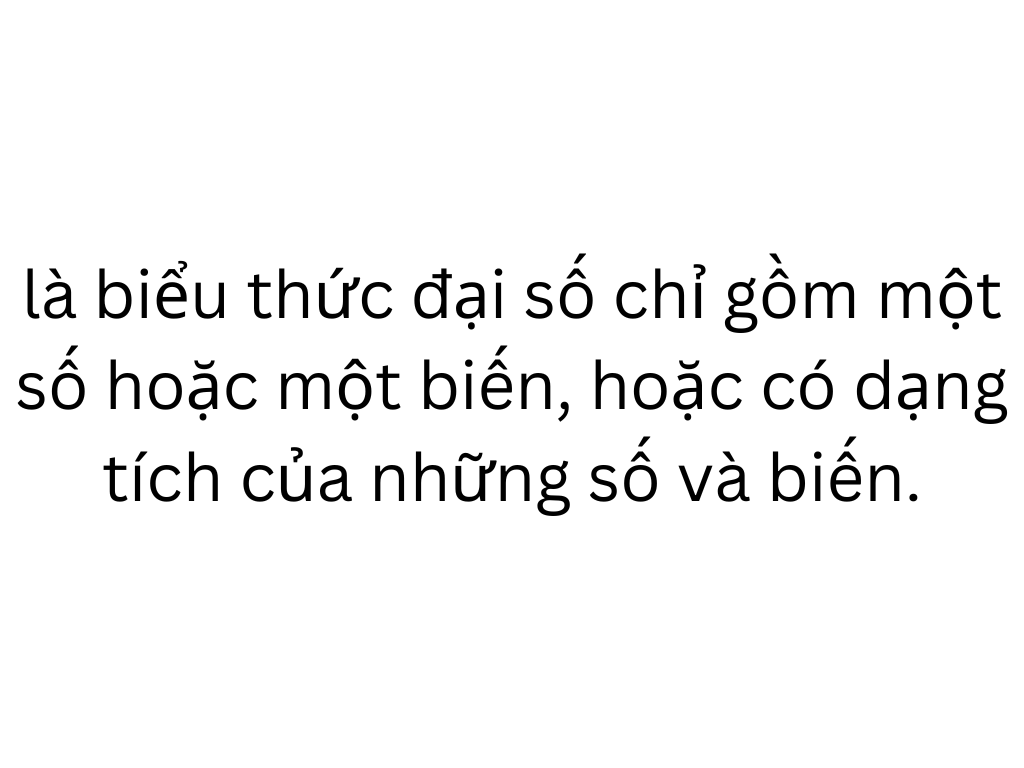 là biểu thức đại số chỉ gồm một
số hoặc một biến, hoặc có dạng
tích của những số và biến.